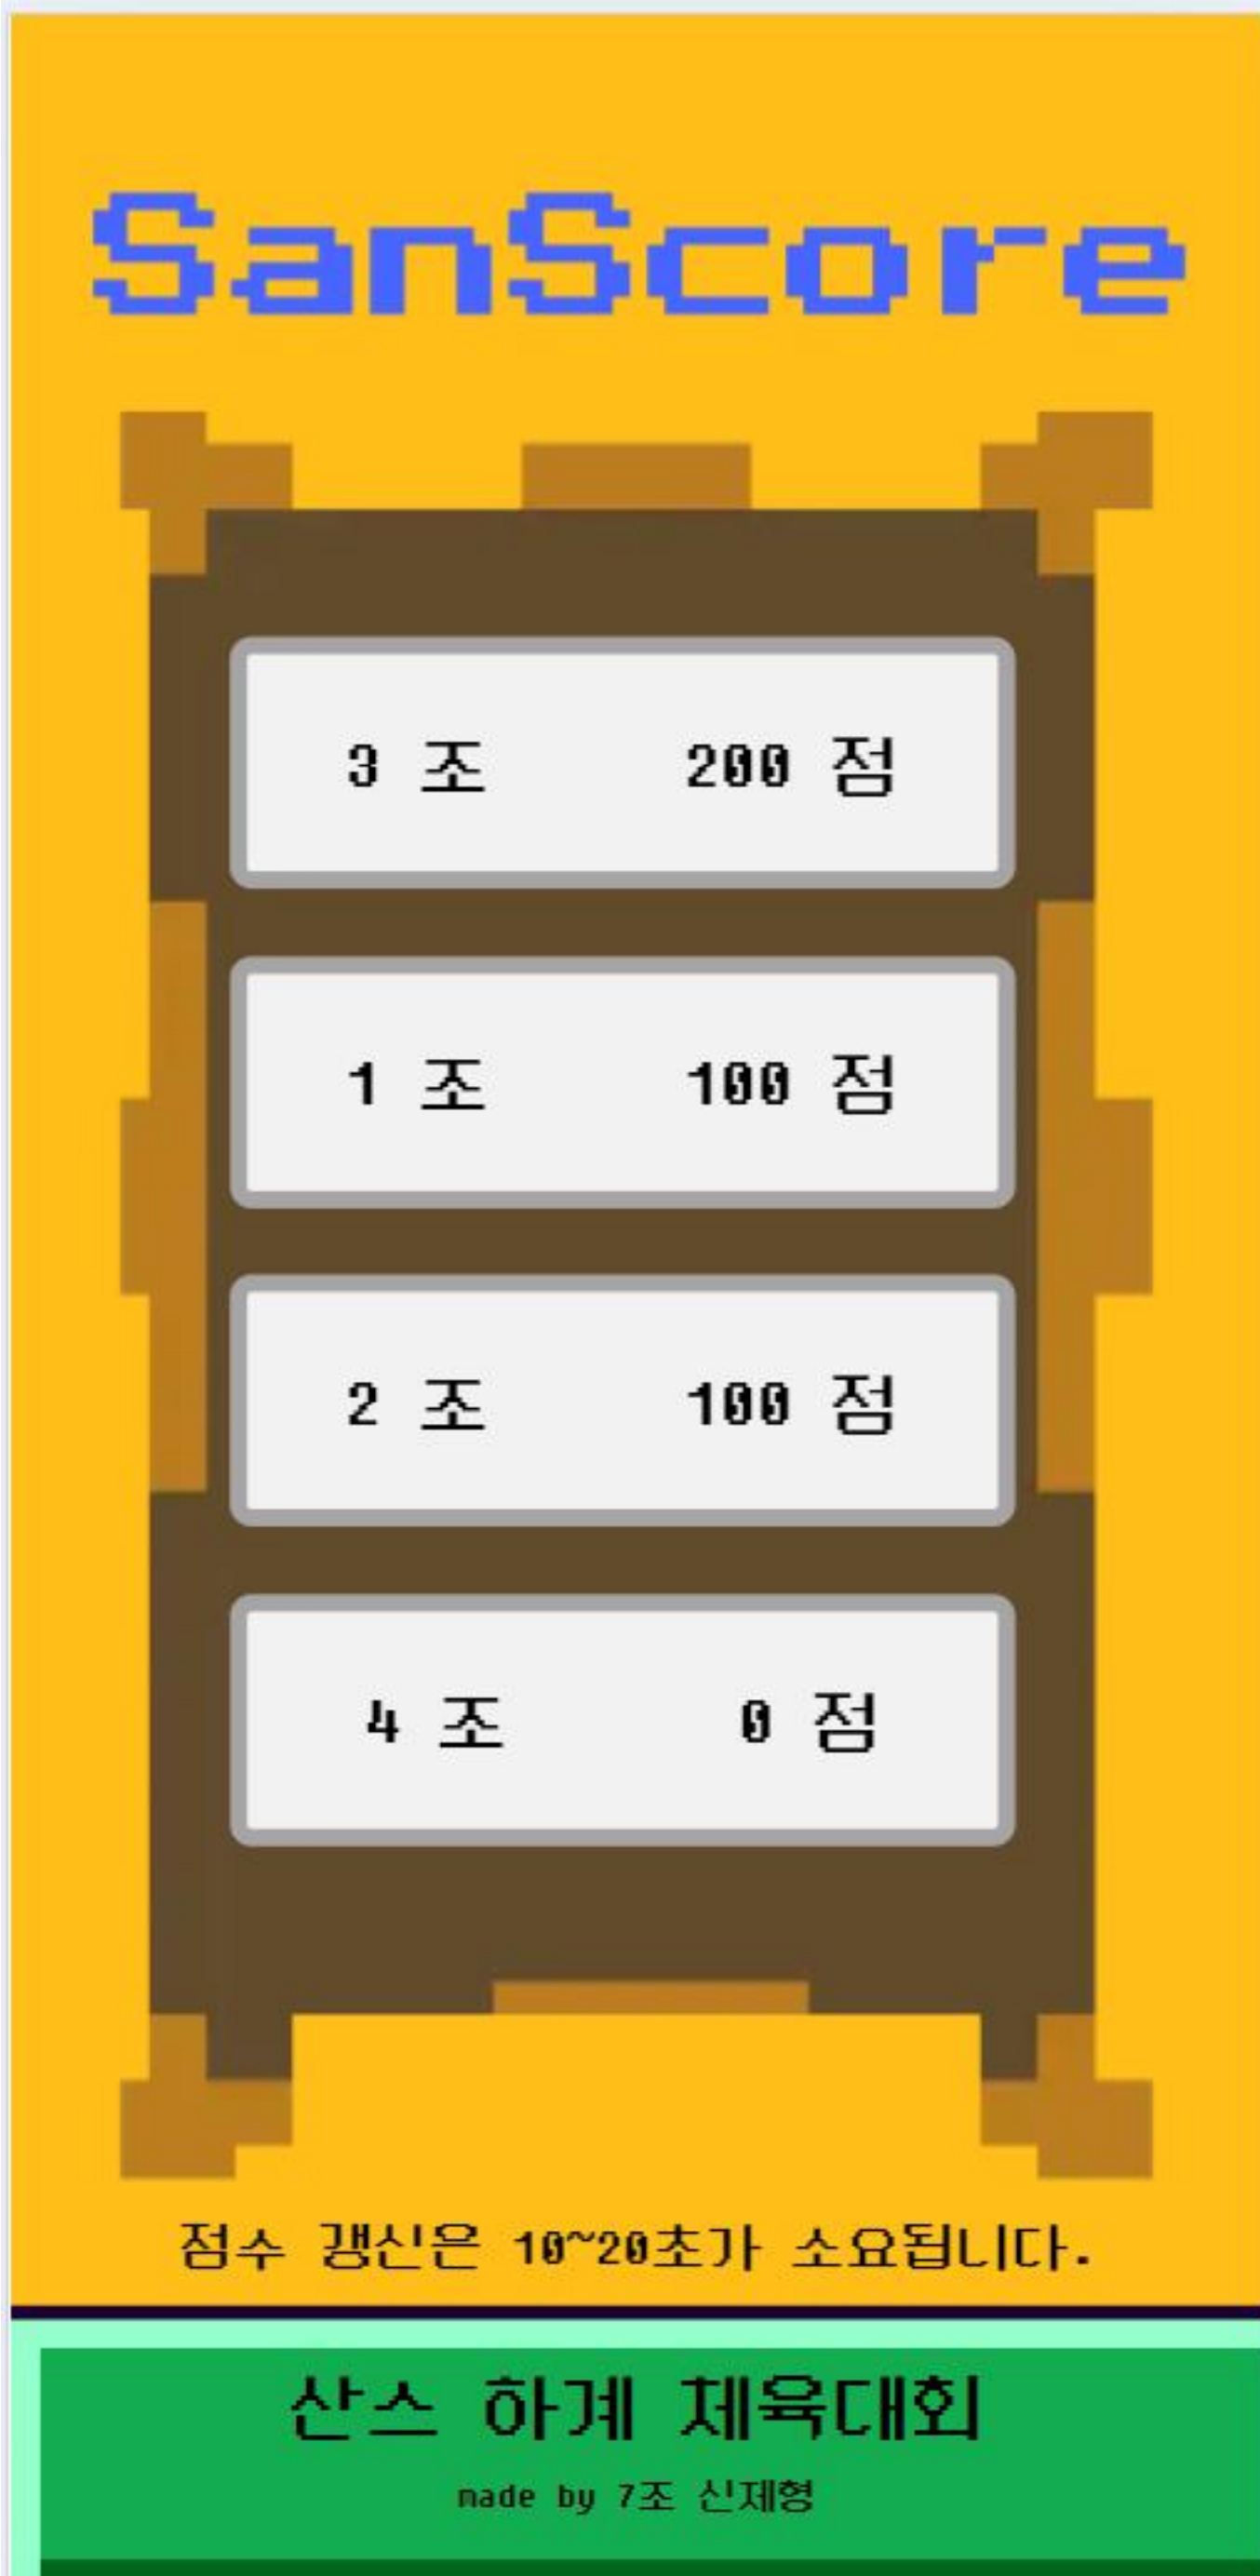 SanScore
3 조 200 점
1 조 100 점
2 조 100 점
4 조 0 점
점수 갱신은 10~20초가 소요됩니다.
산스 하계 체육대회
made by 7조 신제형